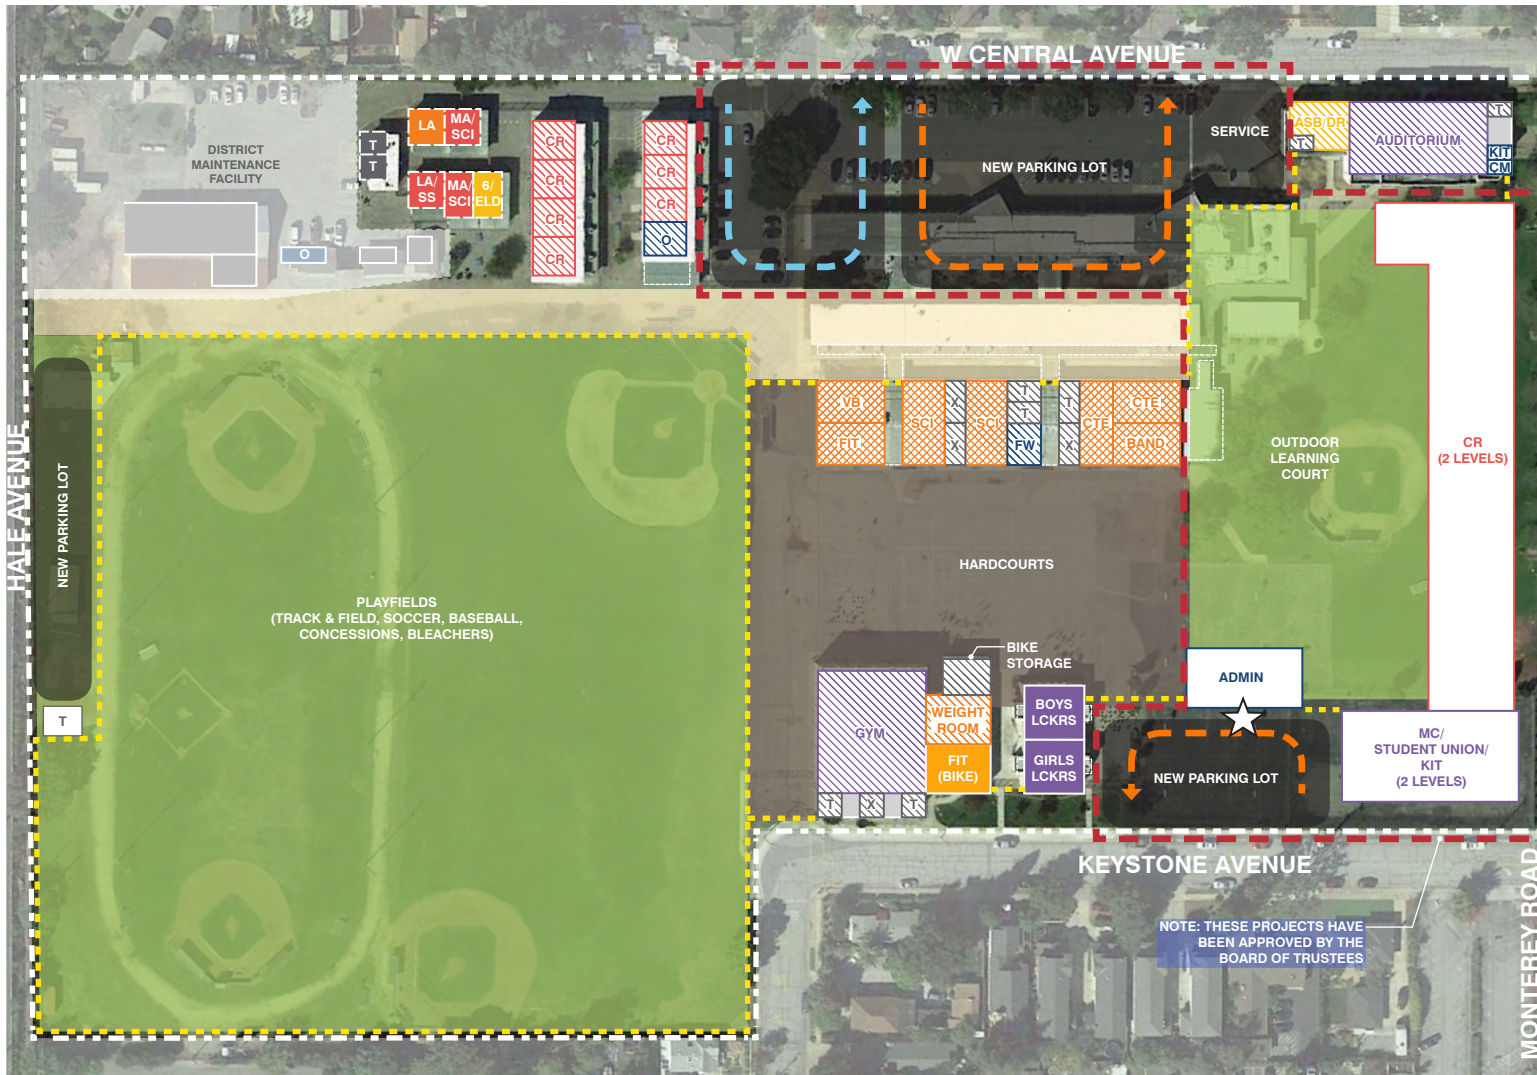 W CENTRAL AVENUE
DISTRICT
MAINTENANCE
FACILITY
O
T
T
LA
MA/
SCI
LA/
SS
MA/
SCI
6/
ELD
CR
CR
CR
CR
CR
CR
CR
O
NEW PARKING LOT
SERVICE
ASB/DR
T
AUDITORIUM
T
KIT
CM
HALE AVENUE
NEW PARKING LOT
T
PLAYFIELDS
(TRACK & FIELD, SOCCER, BASEBALL,
CONCESSIONS, BLEACHERS)
VB
FIT
SCI
X
X
SCI
T
T
FW
T
X
CTE
CTE
BAND
OUTDOOR
LEARNING
COURT
CR
(2 LEVELS)
HARDCOURTS
BIKE
STORAGE
GYM
WEIGHT
ROOM
FIT
(BIKE)
T
X
T
BOYS
LCKRS
GIRLS
LCKRS
ADMIN
NEW PARKING LOT
MC/
STUDENT UNION/
KIT
(2 LEVELS)
KEYSTONE AVENUE
NOTE: THESE PROJECTS HAVE
BEEN APPROVED BY THE
BOARD OF TRUSTEES
MONTEREY ROAD